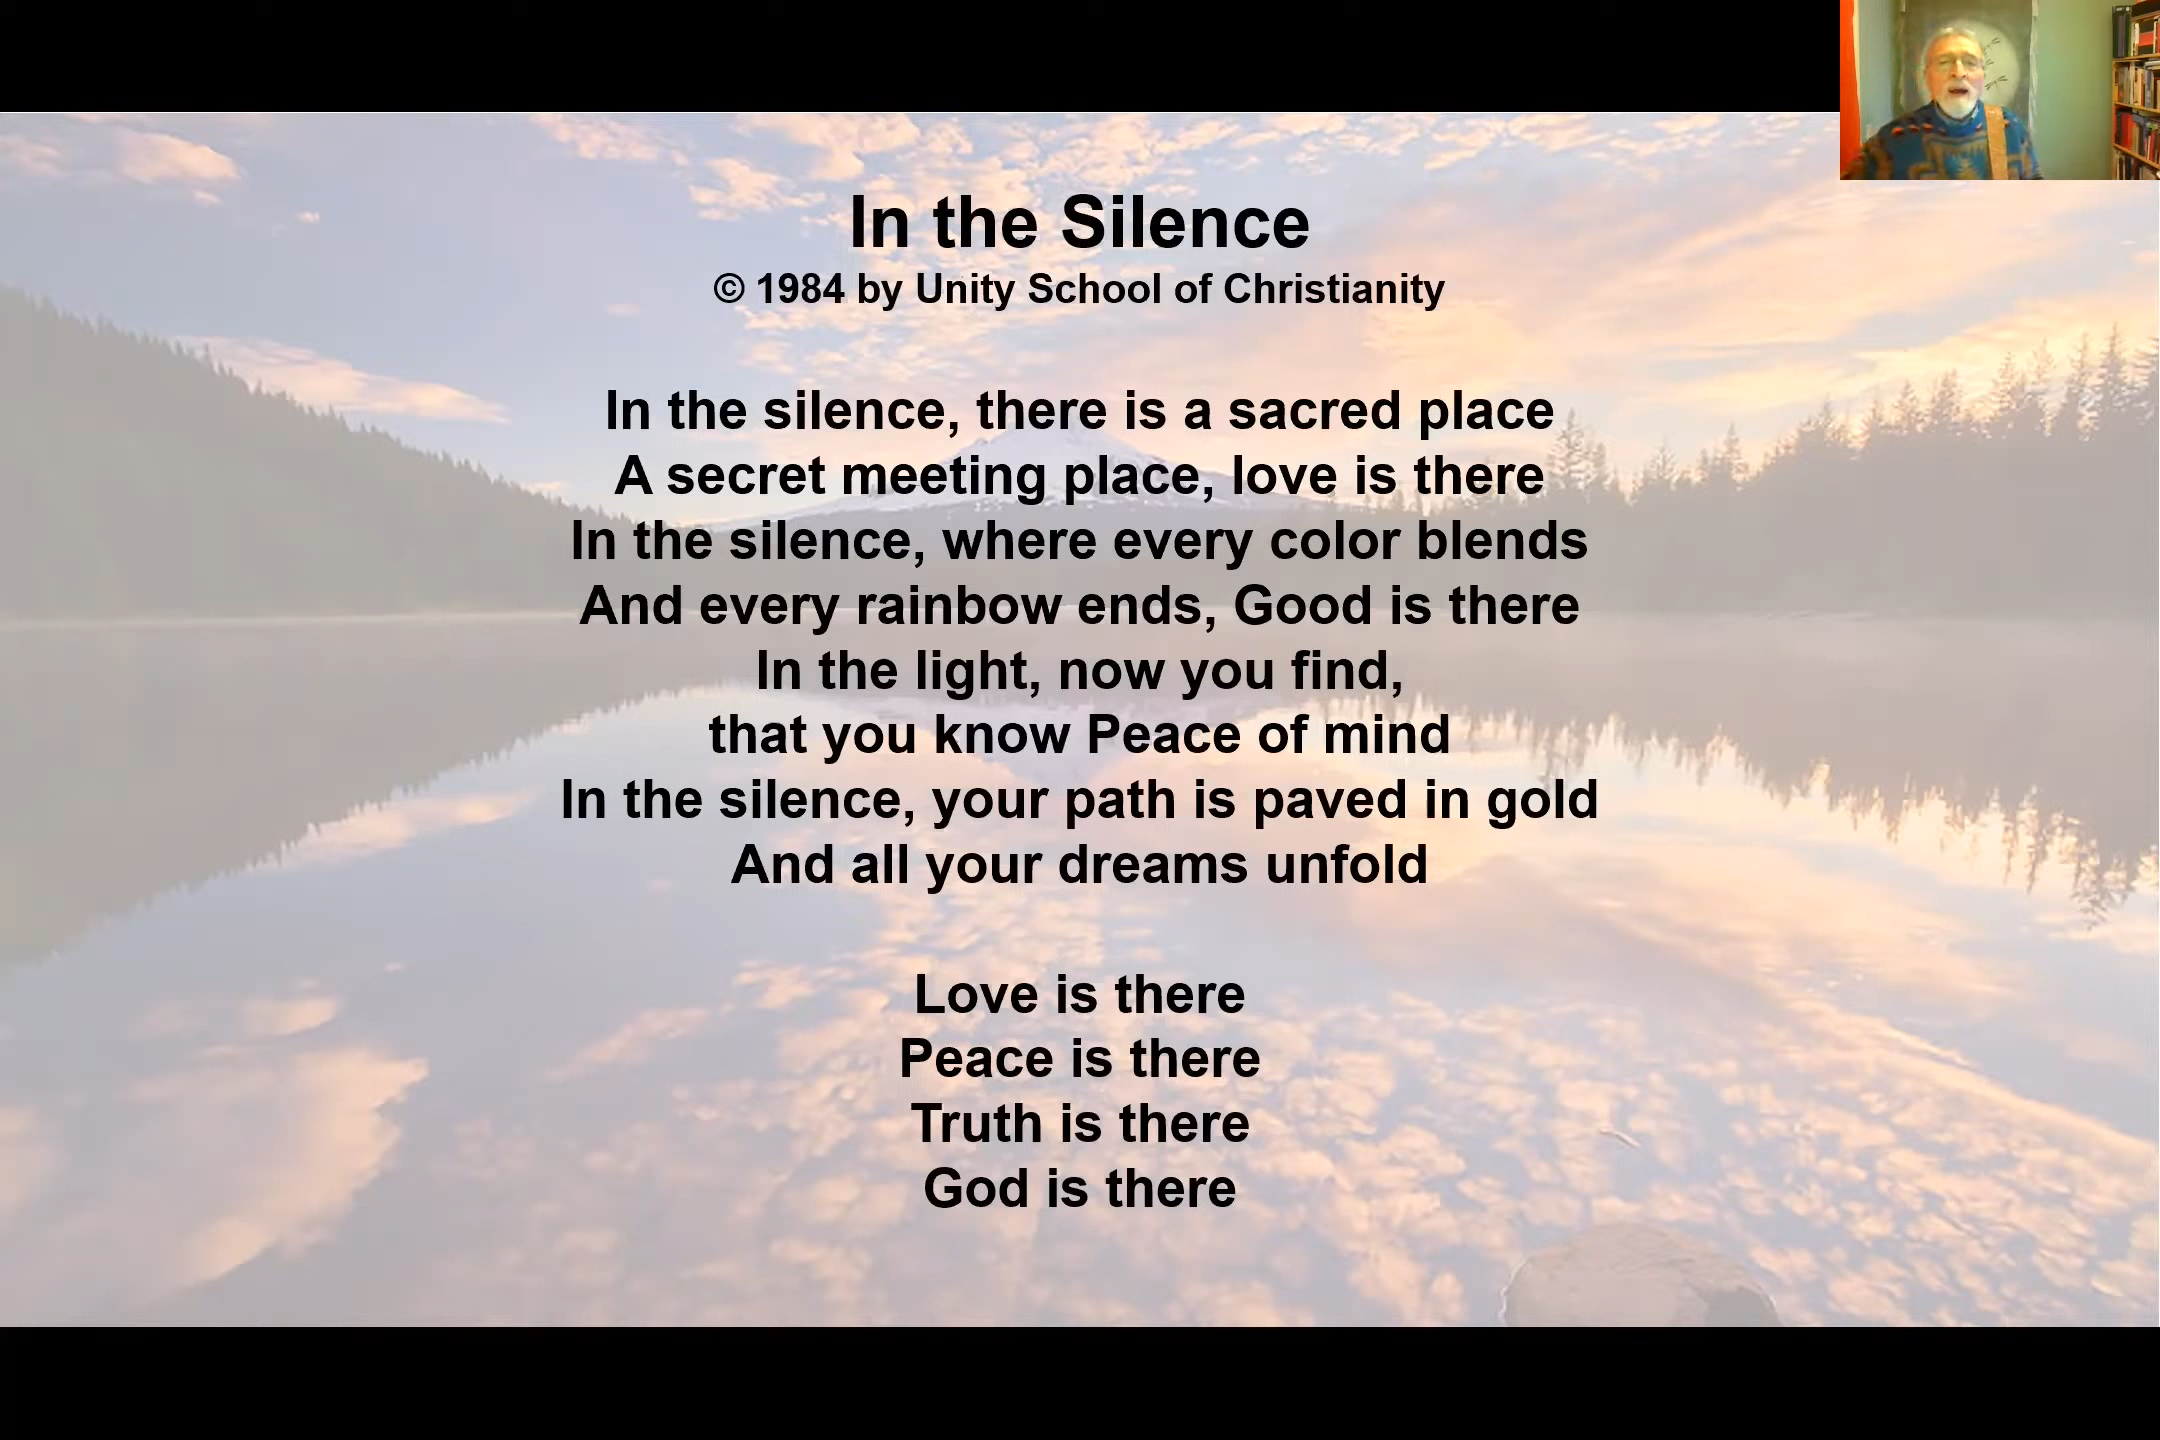 In the Silence
© 1984 by Unity School of Christianity
In the silence, there is a sacred place
A secret meeting place, love is there
In the silence, where every color blends
And every rainbow ends, Good is there
In the light, now you find,
that you know Peace of mind
In the silence, your path is paved in gold
And all your dreams unfold
Love is there
Peace is there
Truth is there
God is there